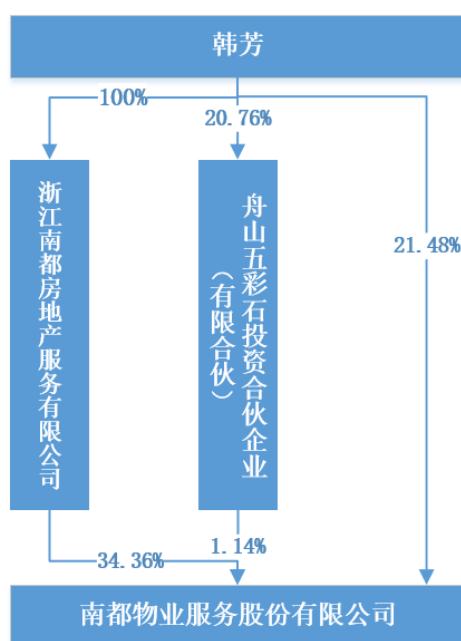 韩芳
100%
20.76%
21.48%
浙江南都房地产服务有限公司
舟山五彩石投资合伙企业
（有限合伙）
34.36%
1.14%
南都物业服务股份有限公司